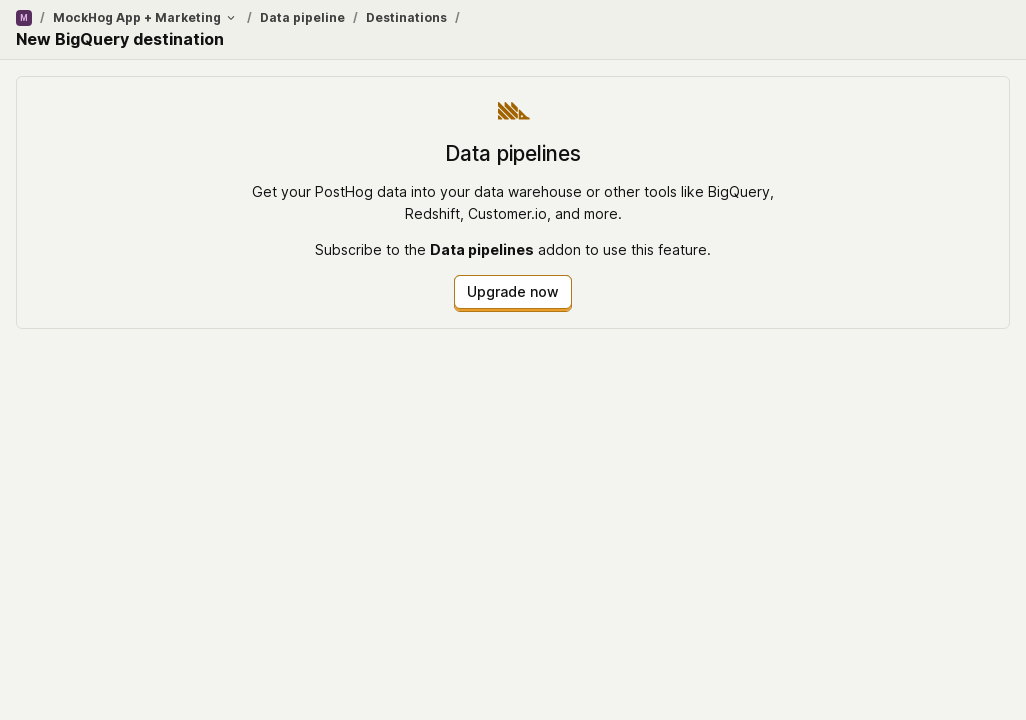 M / MockHog App + Marketing / Data pipeline / Destinations /
New BigQuery destination
Data pipelines
Get your PostHog data into your data warehouse or other tools like BigQuery,
Redshift, Customer.io, and more.
Subscribe to the Data pipelines addon to use this feature.
Upgrade now